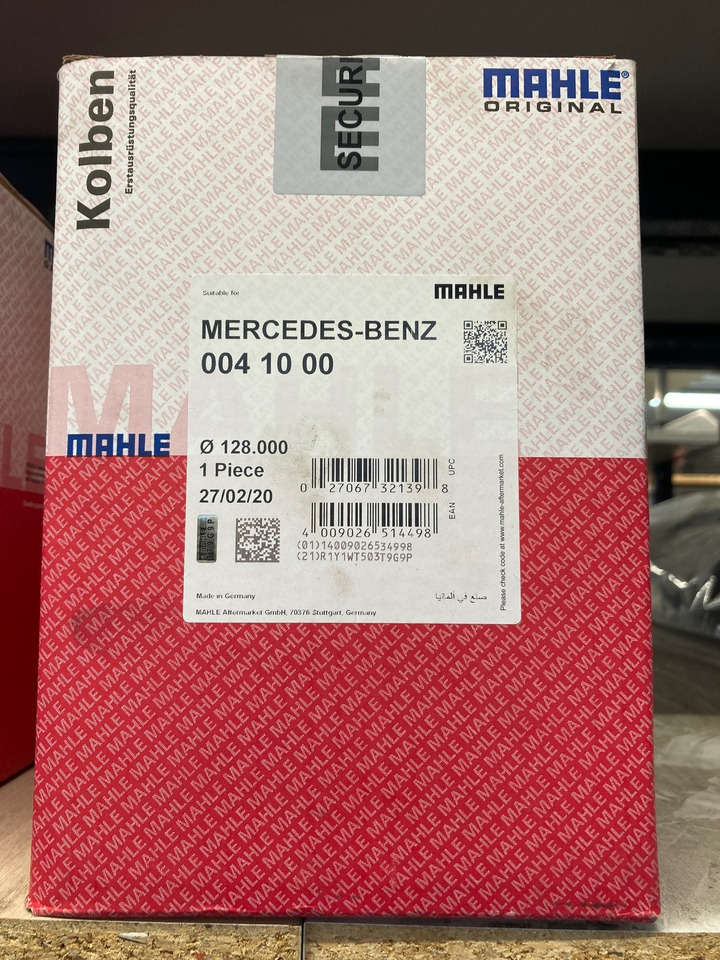 Kolben
Erstausrüstungsqualität
SECURI
MAHLE®
ORIGINAL
Suitable for
MAHLE
MERCEDES-BENZ
004 10 00
MAHLE
Ø 128.000
1 Piece
27/02/20
0 27067 32139 8
UPC
4 009026 514498
EAN
(01)14009026534998
(21)R1Y1WT503T9G9P
Please check code at www.mahle-aftermarket.com
Made in Germany
صنع في ألمانيا
MAHLE Aftermarket GmbH, 70376 Stuttgart, Germany